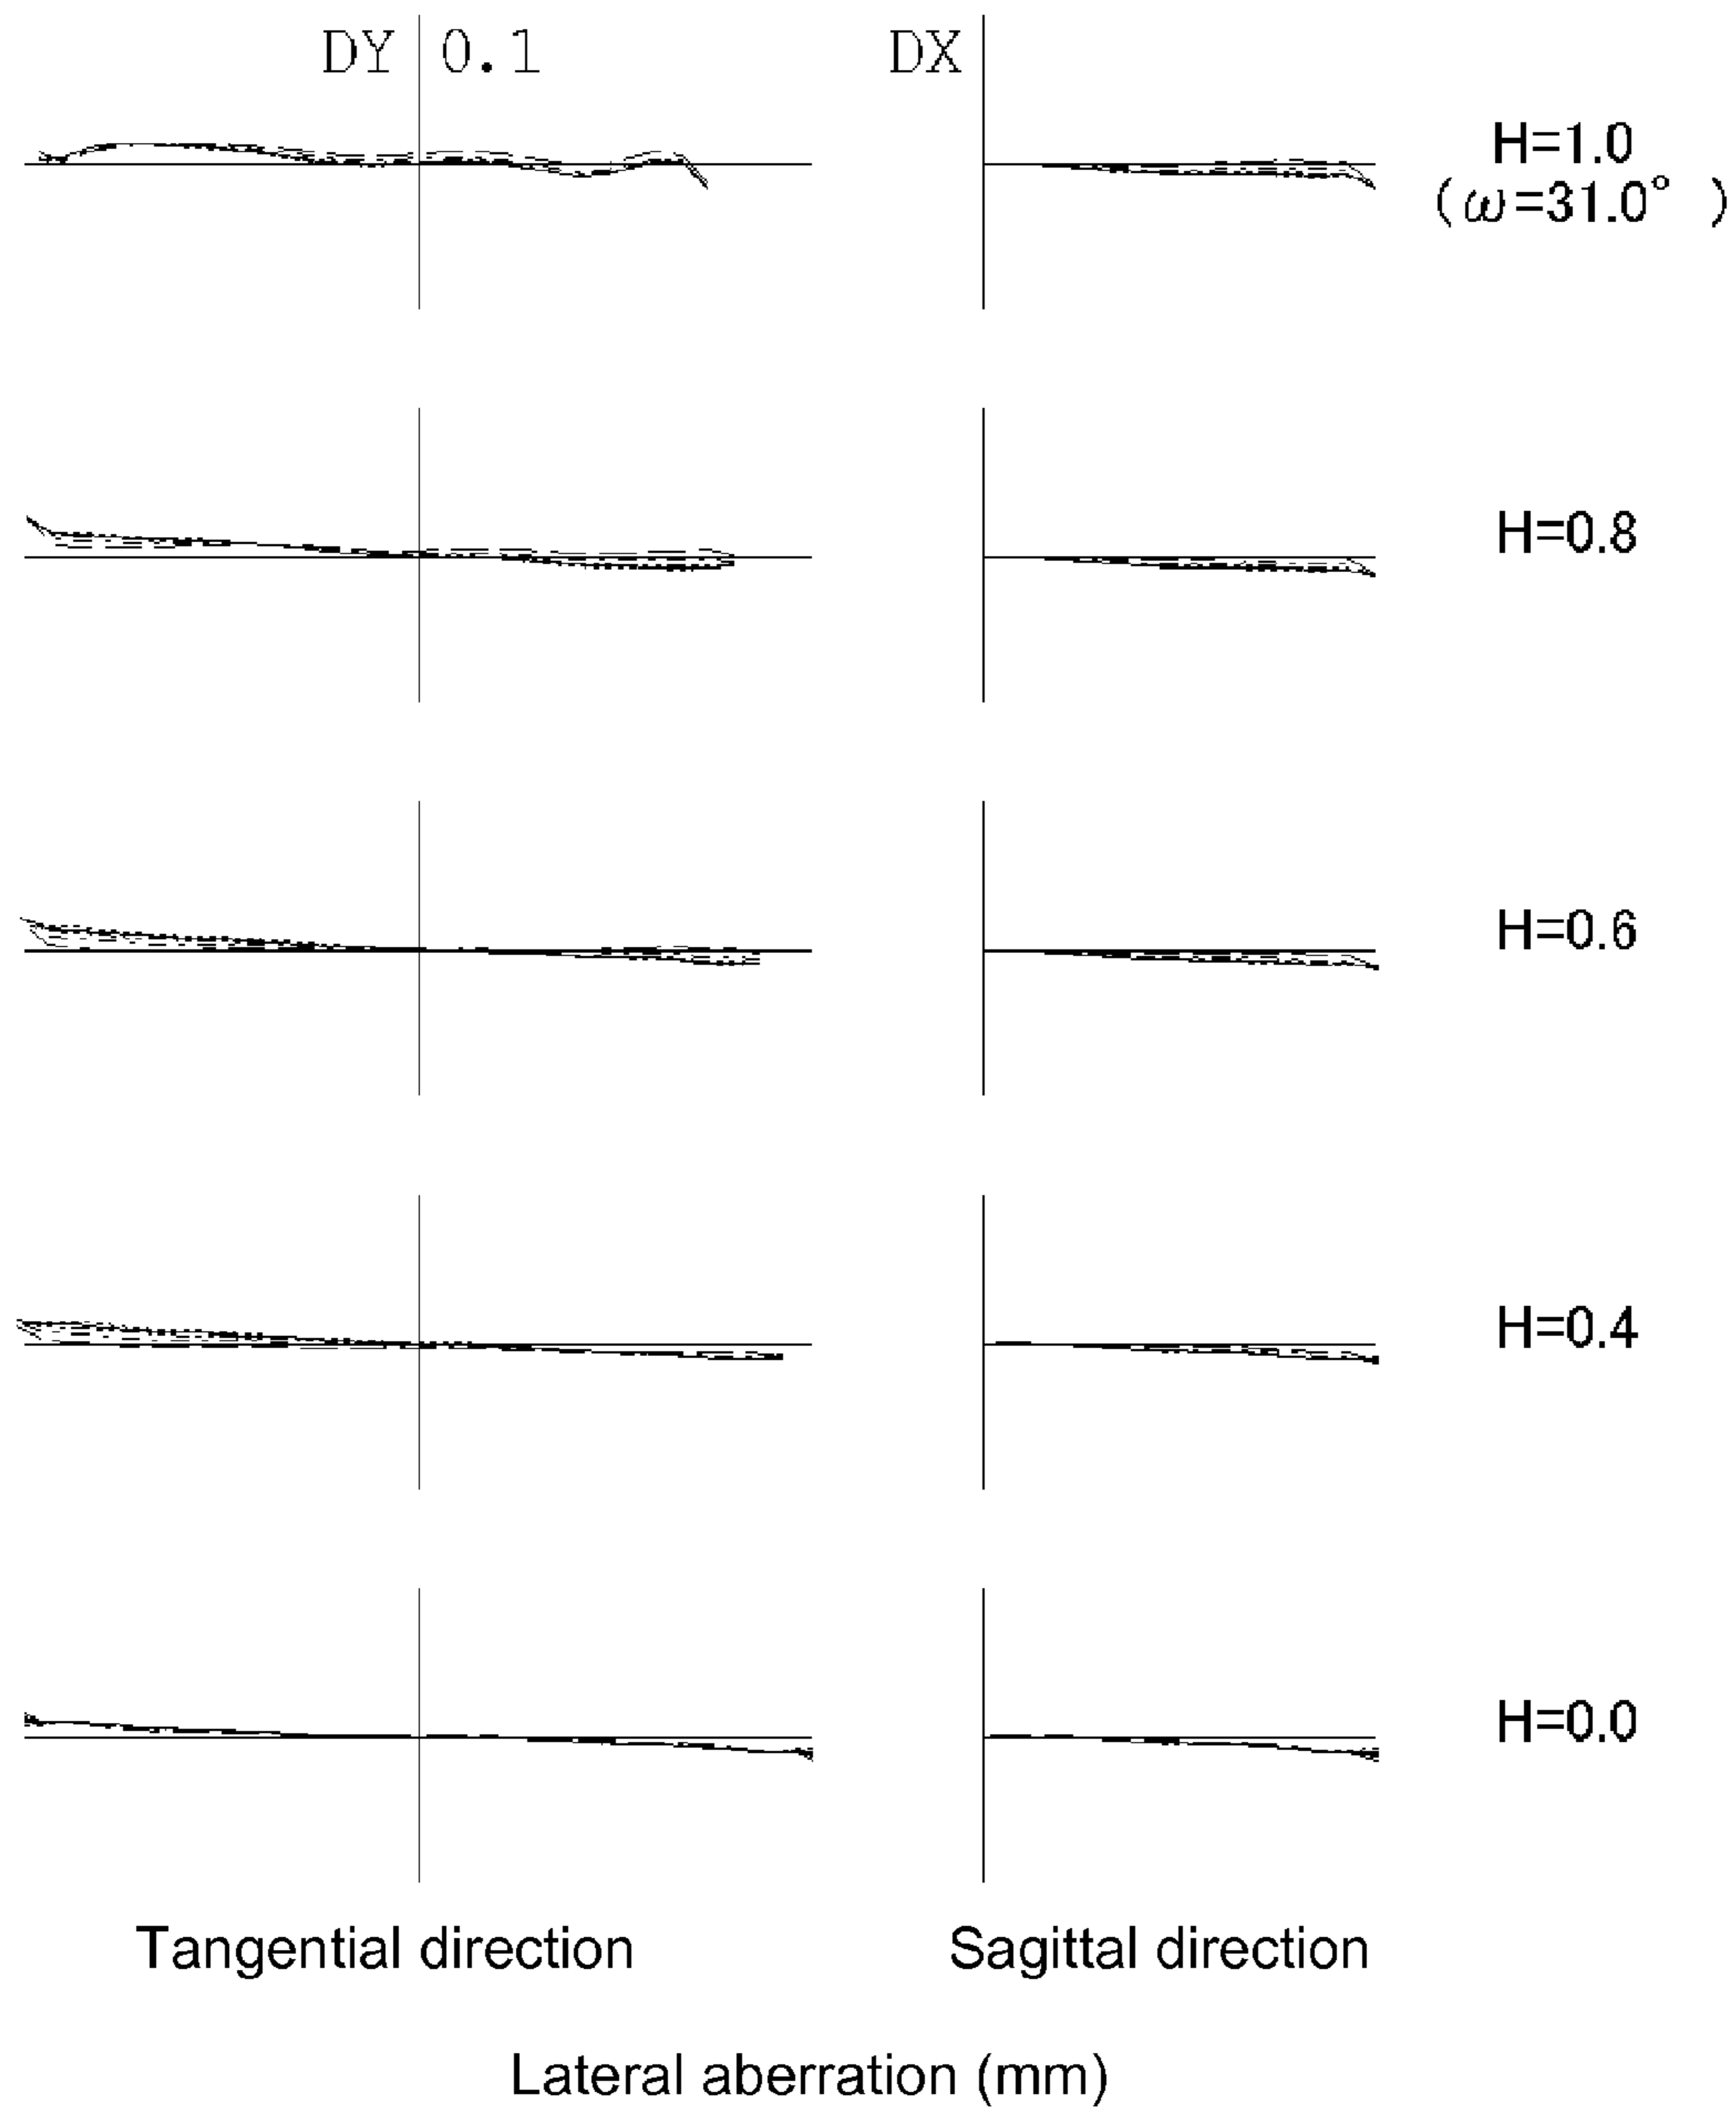 DY 0.1 DX
H=1.0
(ω=31.0°)
H=0.8
H=0.6
H=0.4
H=0.0
Tangential direction Sagittal direction
Lateral aberration (mm)